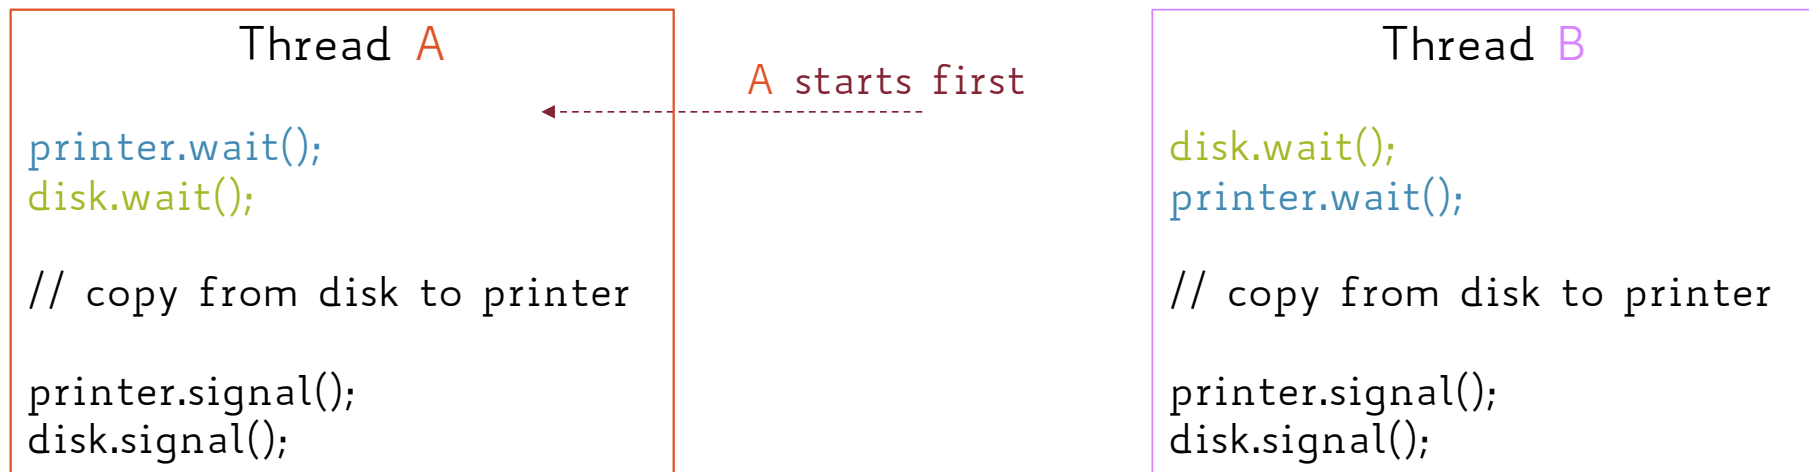 Thread A
printer.wait();
disk.wait();
// copy from disk to printer
printer.signal();
disk.signal();
A starts first
Thread B
disk.wait();
printer.wait();
// copy from disk to printer
printer.signal();
disk.signal();